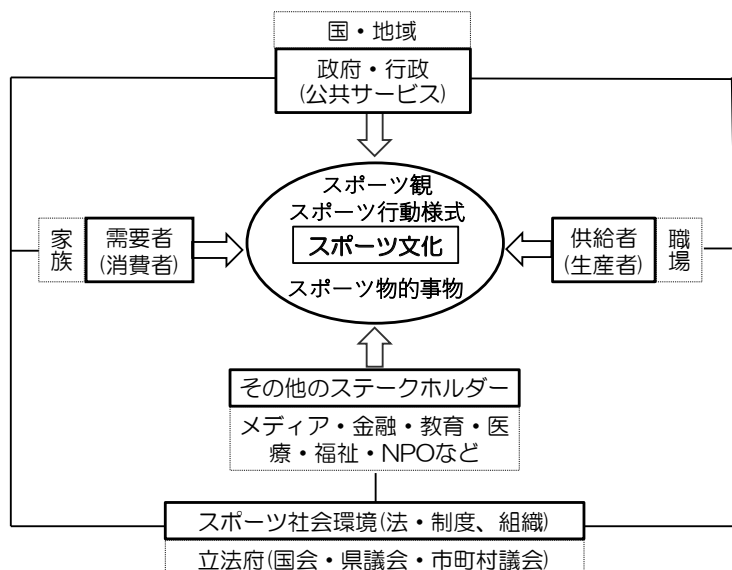 国・地域
政府・行政
(公共サービス)
スポーツ観
スポーツ行動様式
スポーツ文化
スポーツ物的事物
家族
需要者
(消費者)
供給者
(生産者)
職場
その他のステークホルダー
メディア・金融・教育・医
療・福祉・NPOなど
スポーツ社会環境(法・制度、組織)
立法府(国会・県議会・市町村議会)